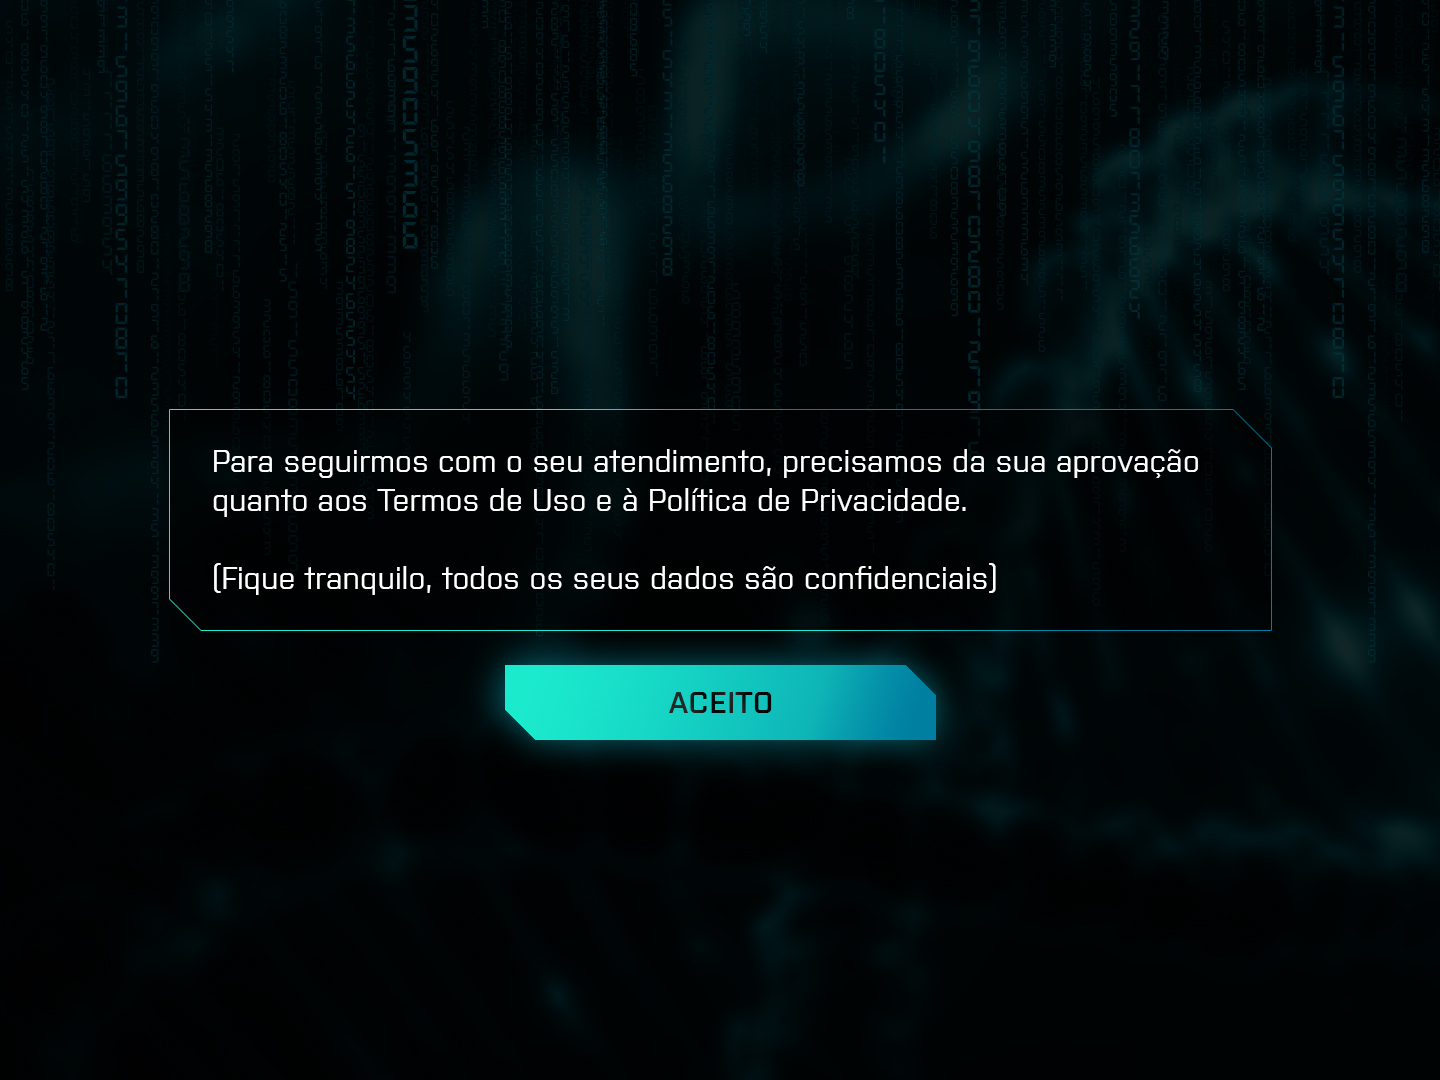 Para seguirmos com o seu atendimento, precisamos da sua aprovação
quanto aos Termos de Uso e à Política de Privacidade.
(Fique tranquilo, todos os seus dados são confidenciais)
ACEITO